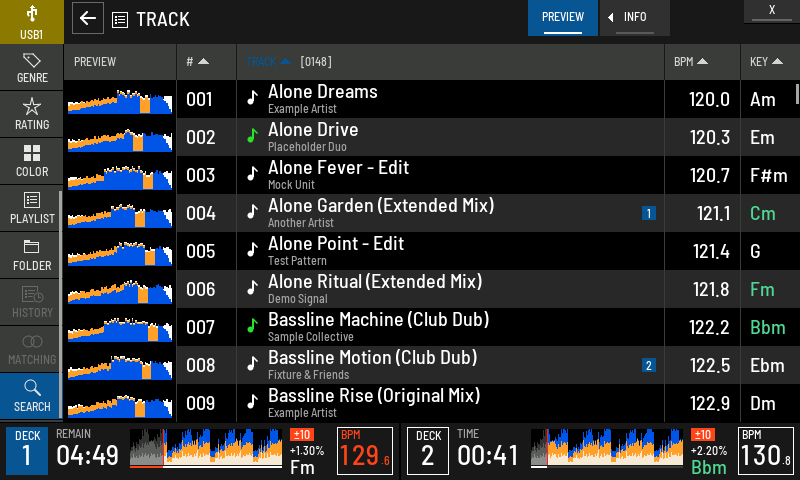 USB1
TRACK
PREVIEW
INFO
X
GENRE
RATING
COLOR
PLAYLIST
FOLDER
HISTORY
MATCHING
SEARCH
PREVIEW # TRACK [0148] BPM KEY
001 Alone Dreams 120.0 Am
Example Artist
002 Alone Drive 120.3 Em
Placeholder Duo
003 Alone Fever - Edit 120.7 F#m
Mock Unit
004 Alone Garden (Extended Mix) 1 121.1 Cm
Another Artist
005 Alone Point - Edit 121.4 G
Test Pattern
006 Alone Ritual (Extended Mix) 121.8 Fm
Demo Signal
007 Bassline Machine (Club Dub) 122.2 Bbm
Sample Collective
008 Bassline Motion (Club Dub) 2 122.5 Ebm
Fixture & Friends
009 Bassline Rise (Original Mix) 122.9 Dm
Example Artist
DECK 1
REMAIN
04:49
±10
+1.30%
Fm
BPM
129.6
DECK 2
TIME
00:41
±10
+2.20%
Bbm
BPM
130.8